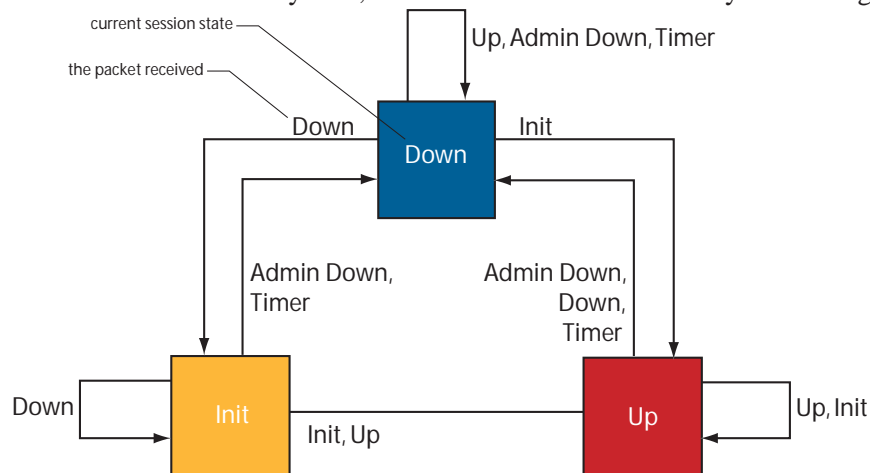 current session state
Up, Admin Down, Timer
the packet received
Down
Init
Down
Admin Down,
Timer
Admin Down,
Down,
Timer
Down
Init
Init, Up
Up
Up, Init